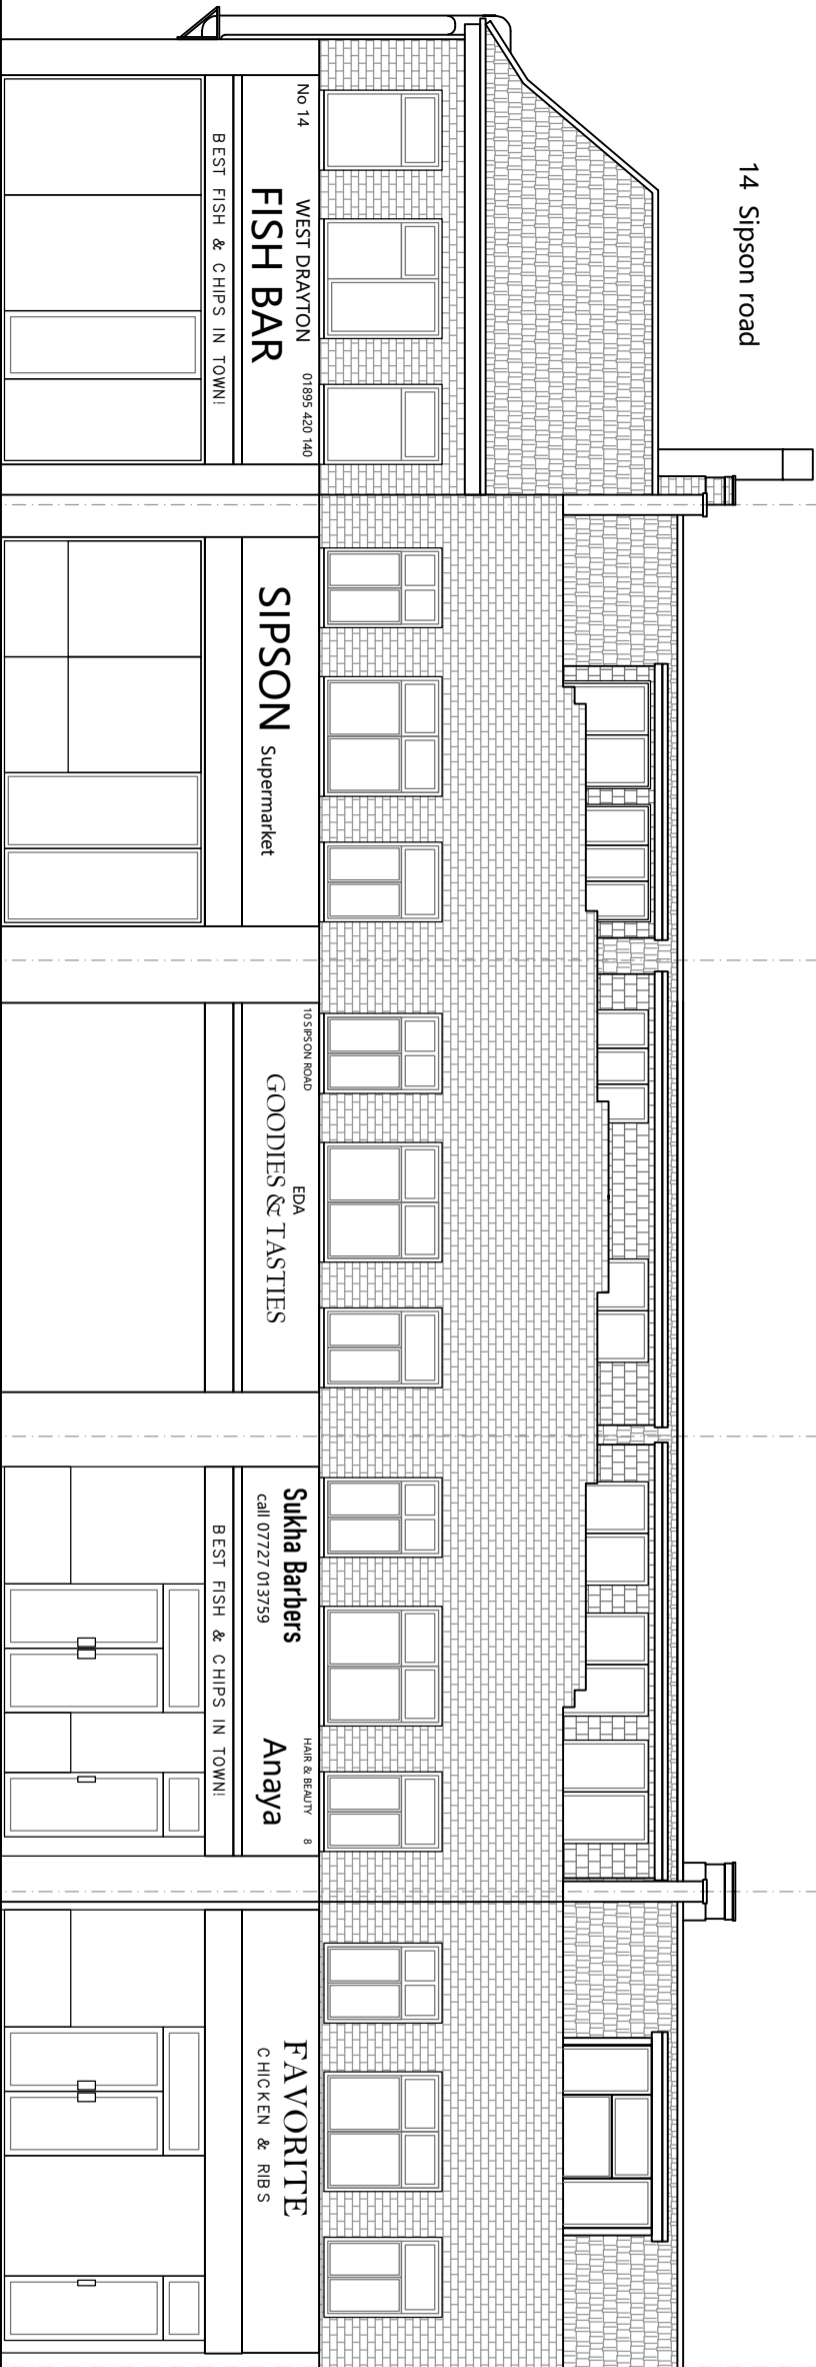 14 Sipson road
No 14
WEST DRAYTON
01895 420 140
FISH BAR
BEST FISH & CHIPS IN TOWN!
SIPSON Supermarket
10 SIPSON ROAD
EDA
GOODIES & TASTIES
Sukha Barbers
call 07727 013759
HAIR & BEAUTY 8
Anaya
BEST FISH & CHIPS IN TOWN!
FAVORITE
CHICKEN & RIBS